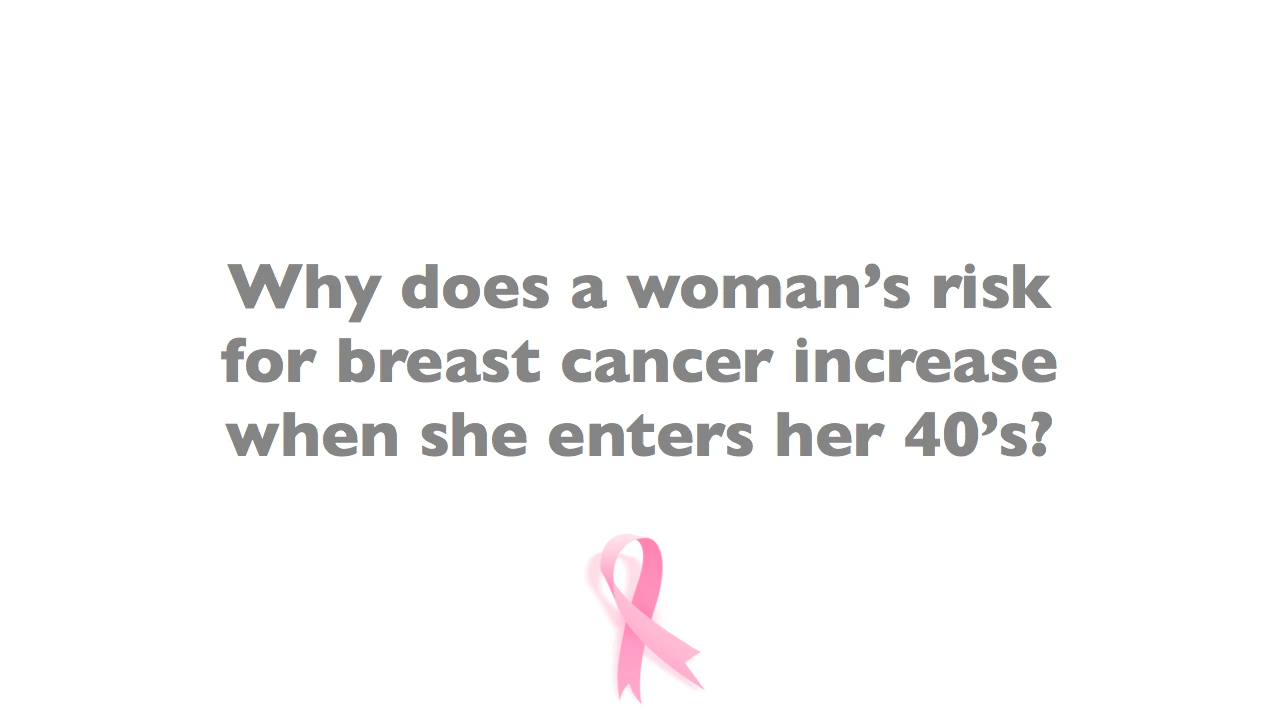 Why does a woman’s risk
for breast cancer increase
when she enters her 40’s?